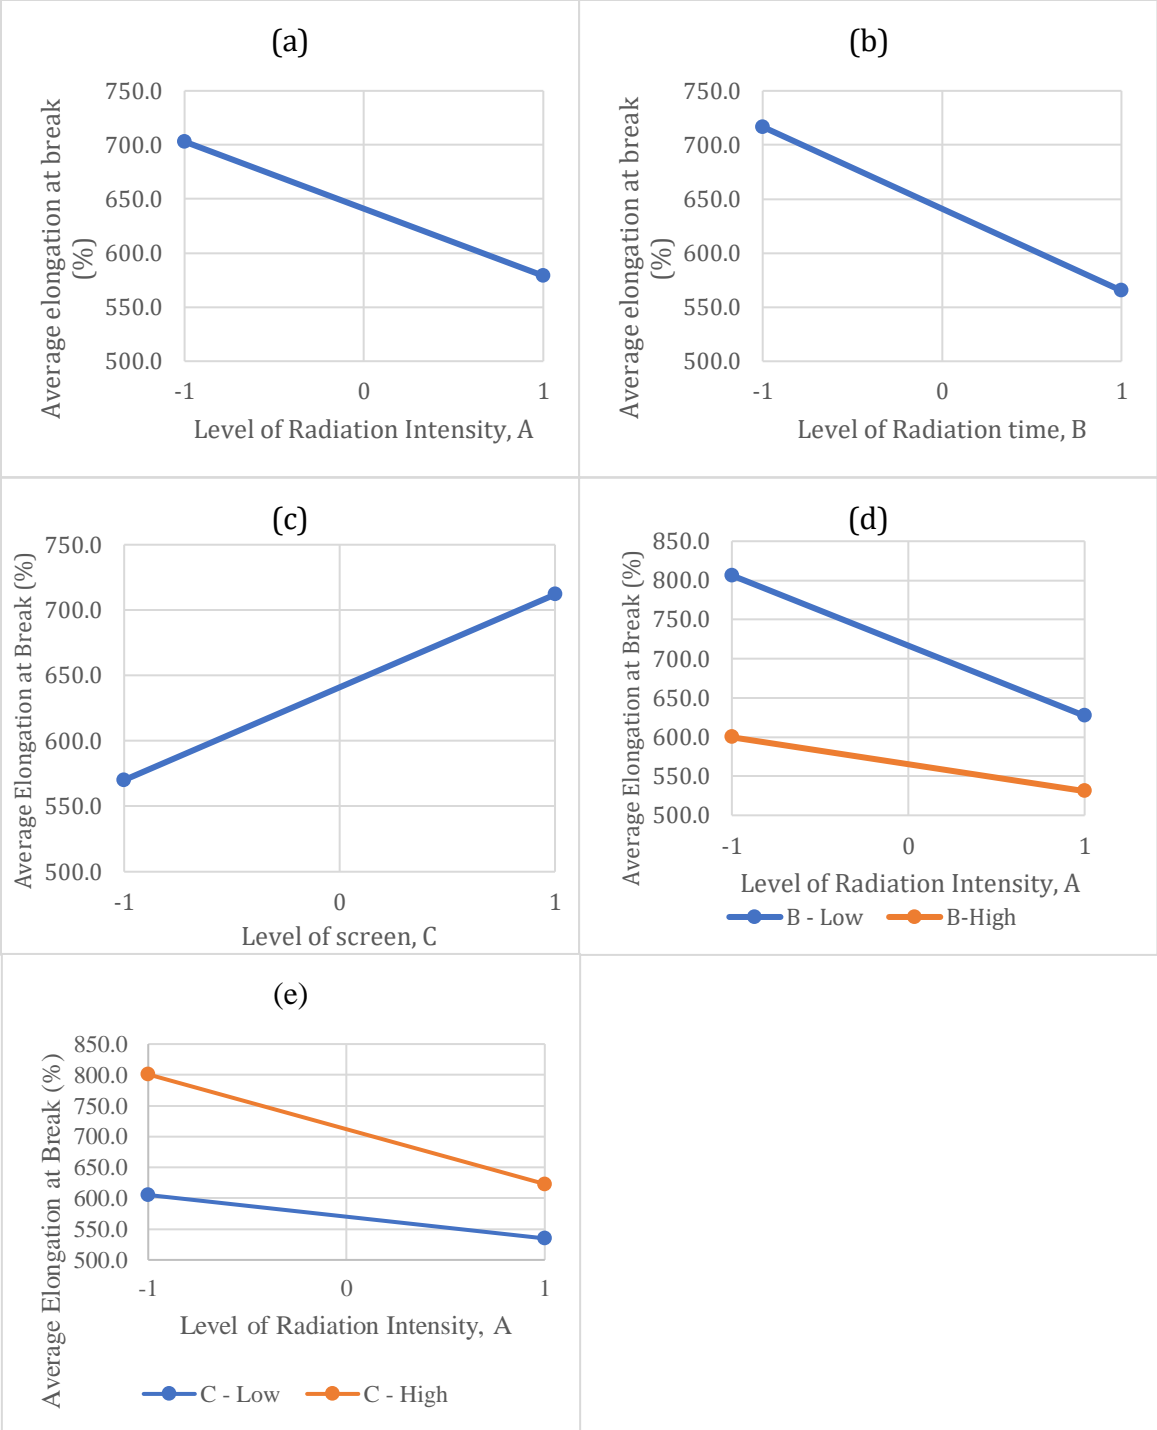 (a)
Average elongation at break
(%)
750.0
700.0
650.0
600.0
550.0
500.0
-1 0 1
Level of Radiation Intensity, A
(b)
Average elongation at break
(%)
750.0
700.0
650.0
600.0
550.0
500.0
-1 0 1
Level of Radiation time, B
(c)
Average Elongation at Break (%)
750.0
700.0
650.0
600.0
550.0
500.0
-1 0 1
Level of screen, C
(d)
Average Elongation at Break (%)
850.0
800.0
750.0
700.0
650.0
600.0
550.0
500.0
-1 0 1
Level of Radiation Intensity, A
B - Low B-High
(e)
Average Elongation at Break (%)
850.0
800.0
750.0
700.0
650.0
600.0
550.0
500.0
-1 0 1
Level of Radiation Intensity, A
C - Low C - High